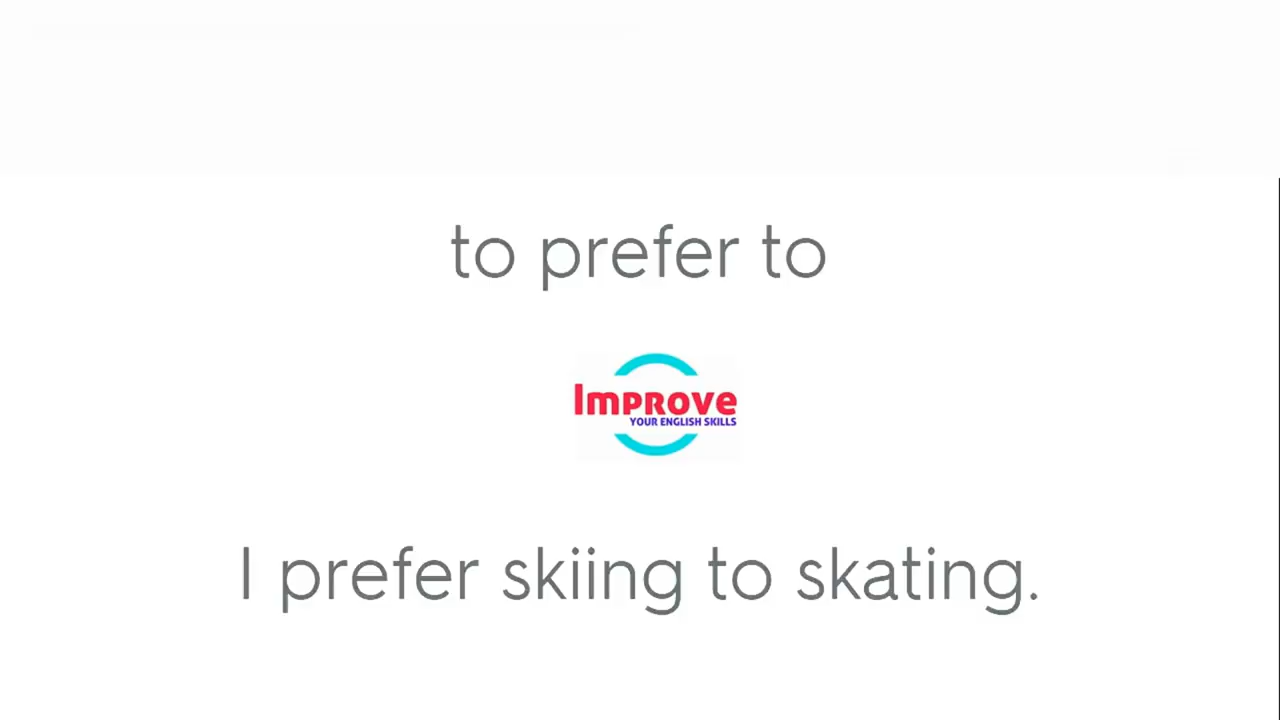 to prefer to
Improve
YOUR ENGLISH SKILLS
I prefer skiing to skating.